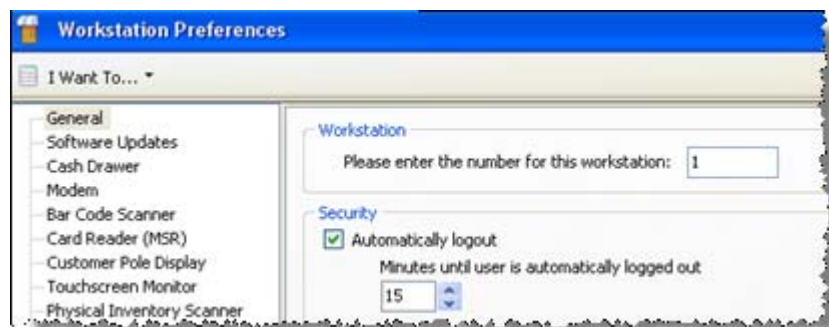 Workstation Preferences
I Want To...
General
Software Updates
Cash Drawer
Modem
Bar Code Scanner
Card Reader (MSR)
Customer Pole Display
Touchscreen Monitor
Physical Inventory Scanner
Workstation
Please enter the number for this workstation: 1
Security
Automatically logout
Minutes until user is automatically logged out
15